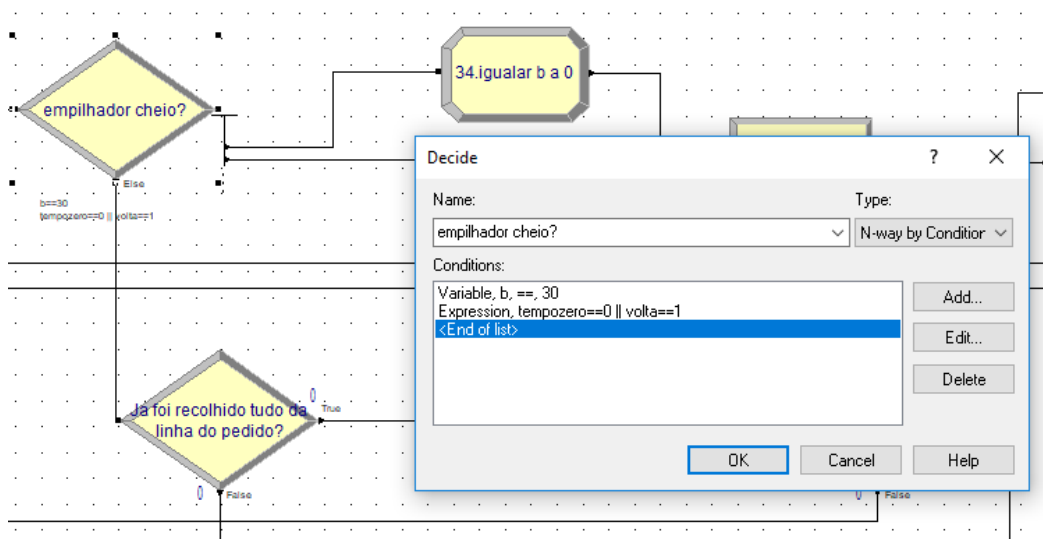 empilhador cheio?
34.igualar b a 0
Else
b==30
tempozero==0 || volta==1
Decide
?
Name:
Type:
empilhador cheio?
N-way by Condition
Conditions:
Variable, b, ==, 30
Expression, tempozero==0 || volta==1
<End of list>
Add...
Edit...
Delete
OK
Cancel
Help
Já foi recolhido tudo da
linha do pedido?
0
True
0
False
0
False